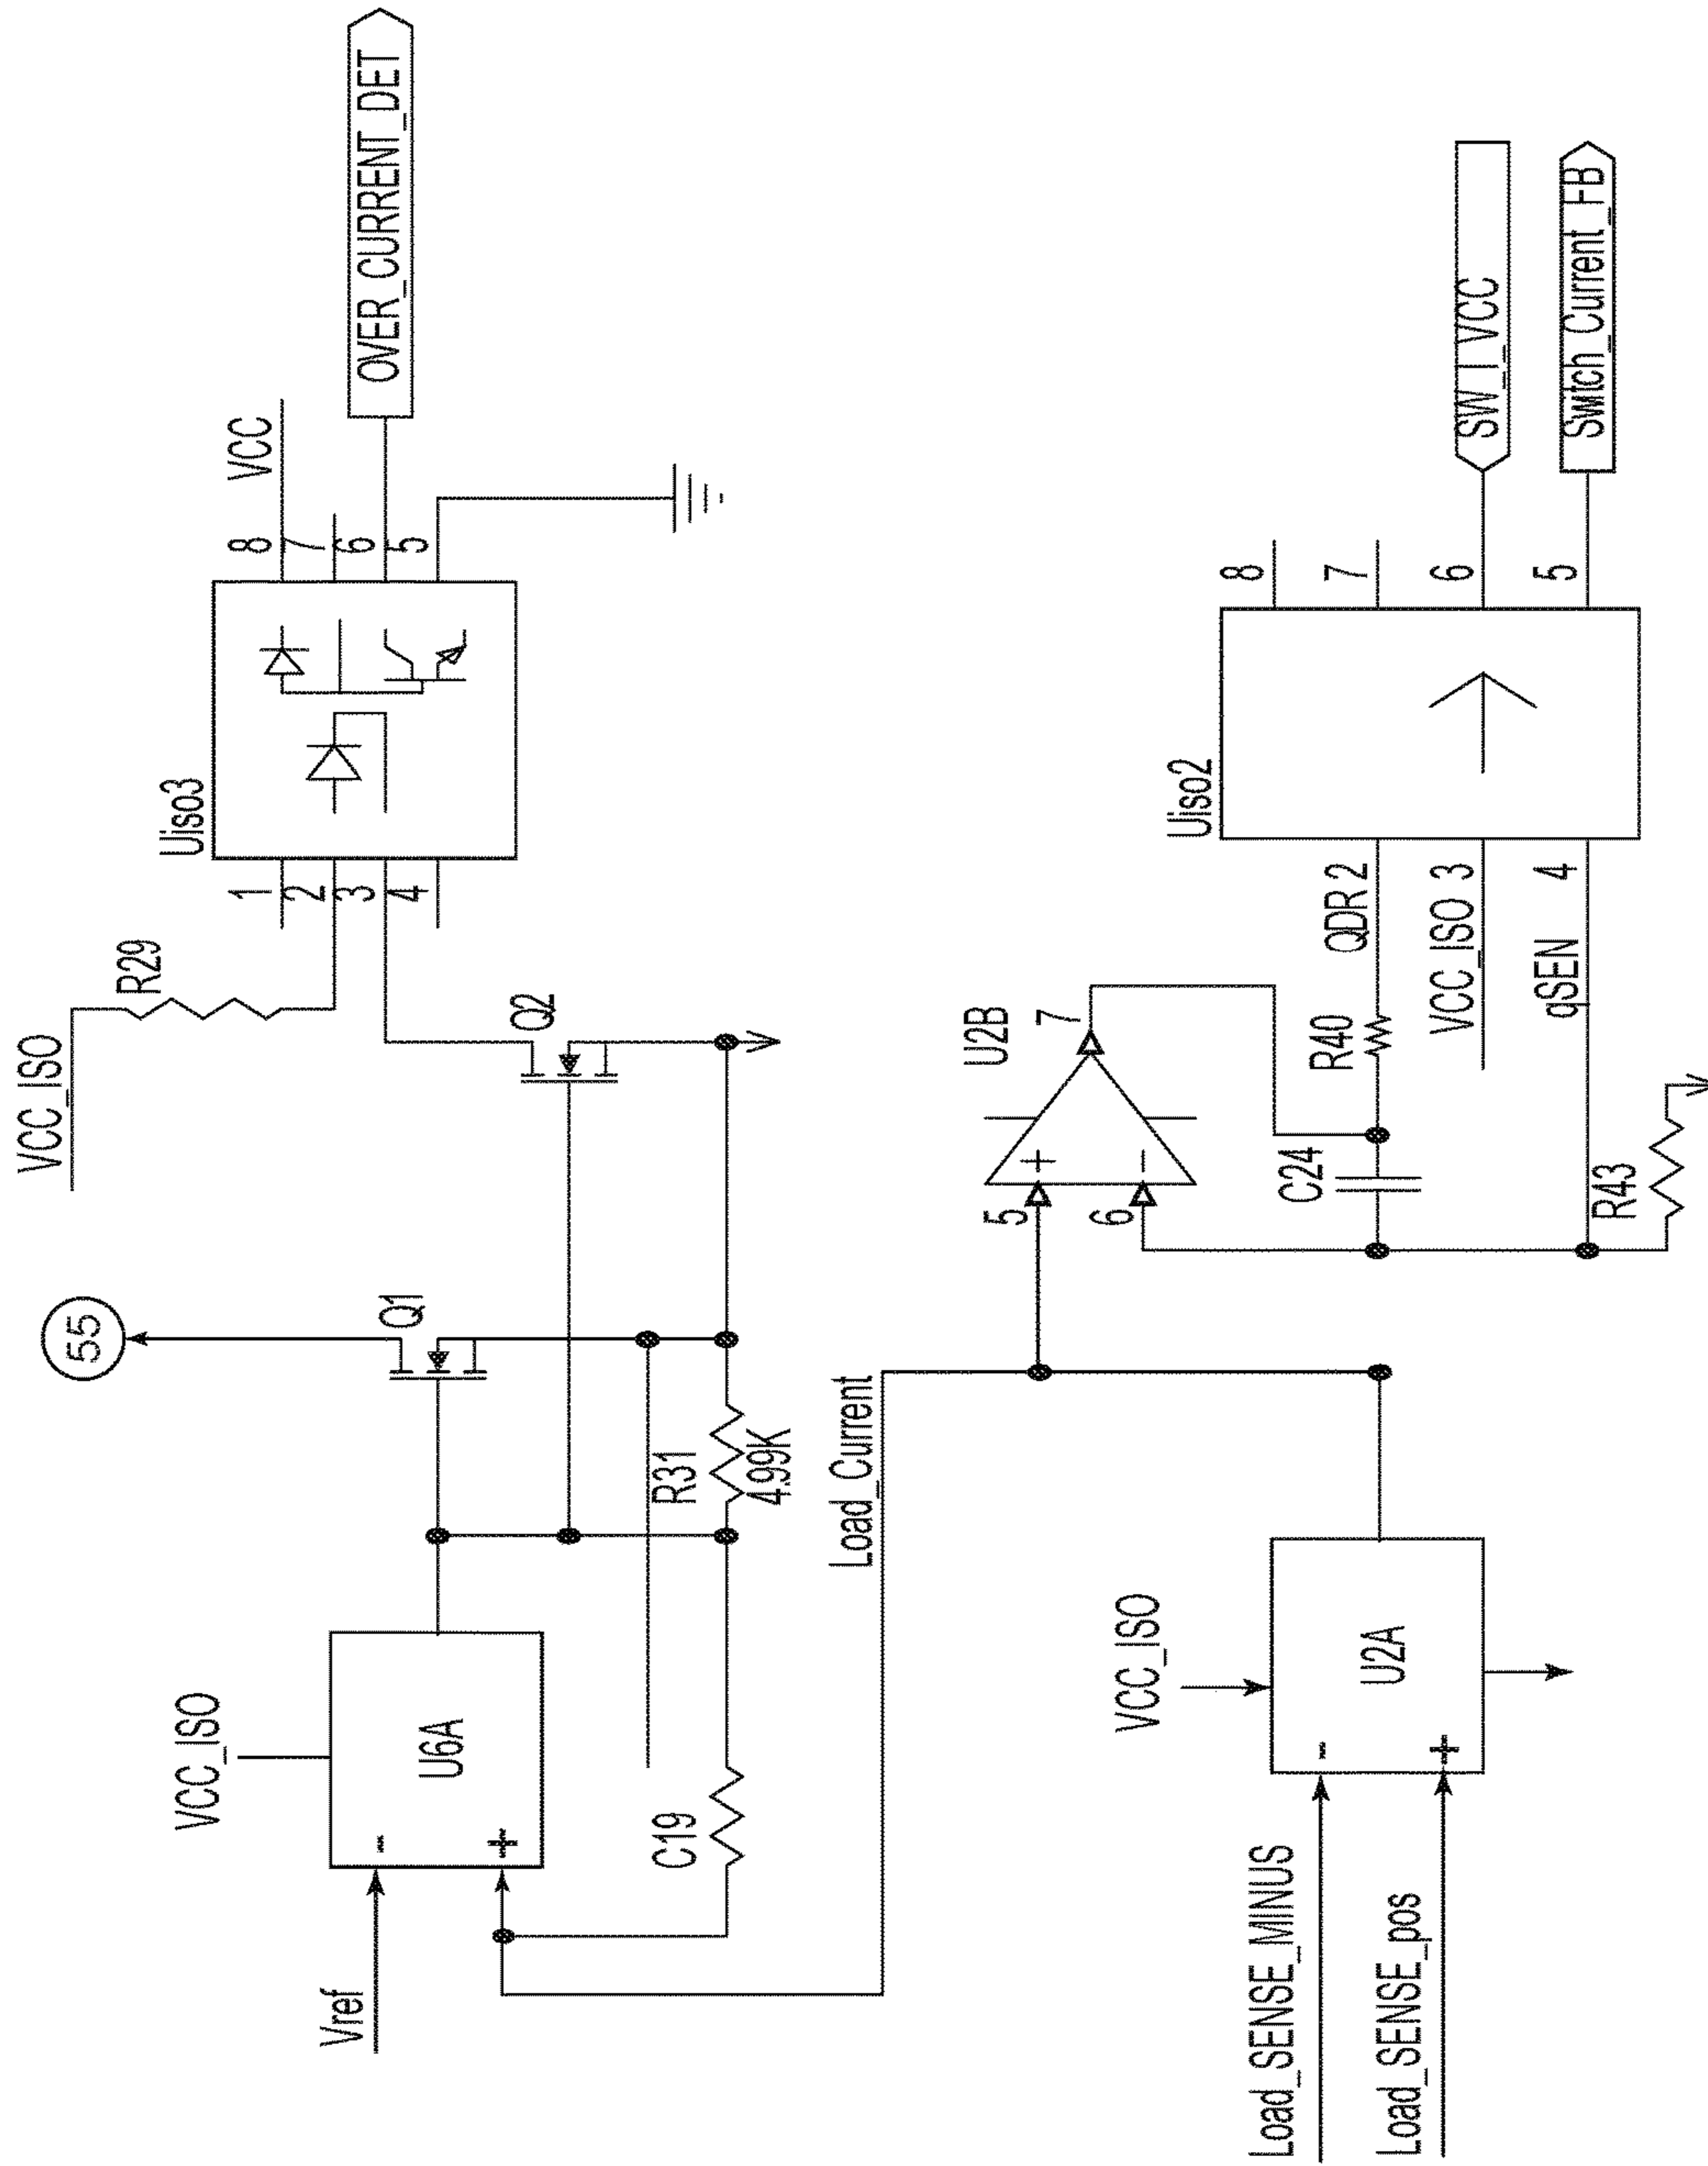 VCC_ISO
R29
Uiso3
1
2
3
4
8
7
6
5
VCC
OVER_CURRENT_DET
55
Q1
Q2
VCC_ISO
U6A
-
+
Vref
C19
R31
4.99K
Load_Current
U2B
5
6
7
+
-
C24
R40
QDR 2
VCC_ISO 3
qSEN 4
R43
Uiso2
8
7
6
5
SW_I_VCC
Switch_Current_FB
VCC_ISO
U2A
-
+
Load_SENSE_MINUS
Load_SENSE_pos